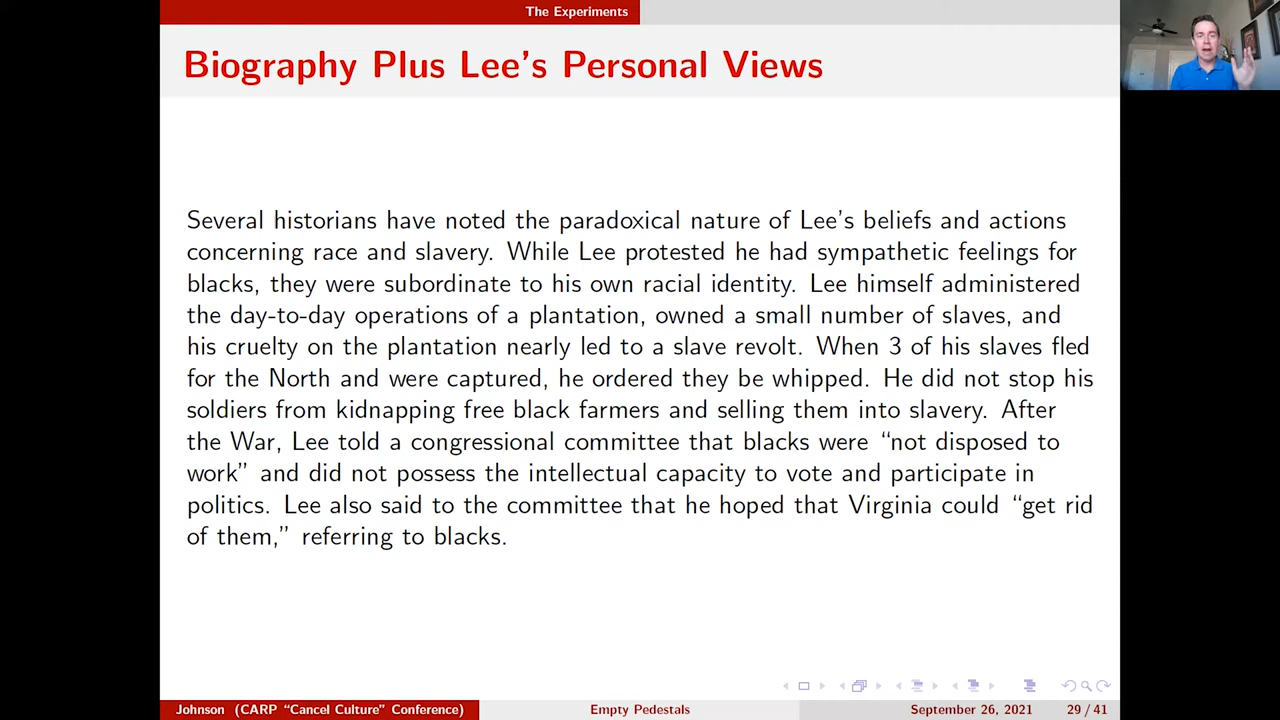 The Experiments
Biography Plus Lee's Personal Views
Several historians have noted the paradoxical nature of Lee's beliefs and actions
concerning race and slavery. While Lee protested he had sympathetic feelings for
blacks, they were subordinate to his own racial identity. Lee himself administered
the day-to-day operations of a plantation, owned a small number of slaves, and
his cruelty on the plantation nearly led to a slave revolt. When 3 of his slaves fled
for the North and were captured, he ordered they be whipped. He did not stop his
soldiers from kidnapping free black farmers and selling them into slavery. After
the War, Lee told a congressional committee that blacks were “not disposed to
work” and did not possess the intellectual capacity to vote and participate in
politics. Lee also said to the committee that he hoped that Virginia could “get rid
of them,” referring to blacks.
Johnson (CARP “Cancel Culture” Conference)
Empty Pedestals
September 26, 2021
29 / 41